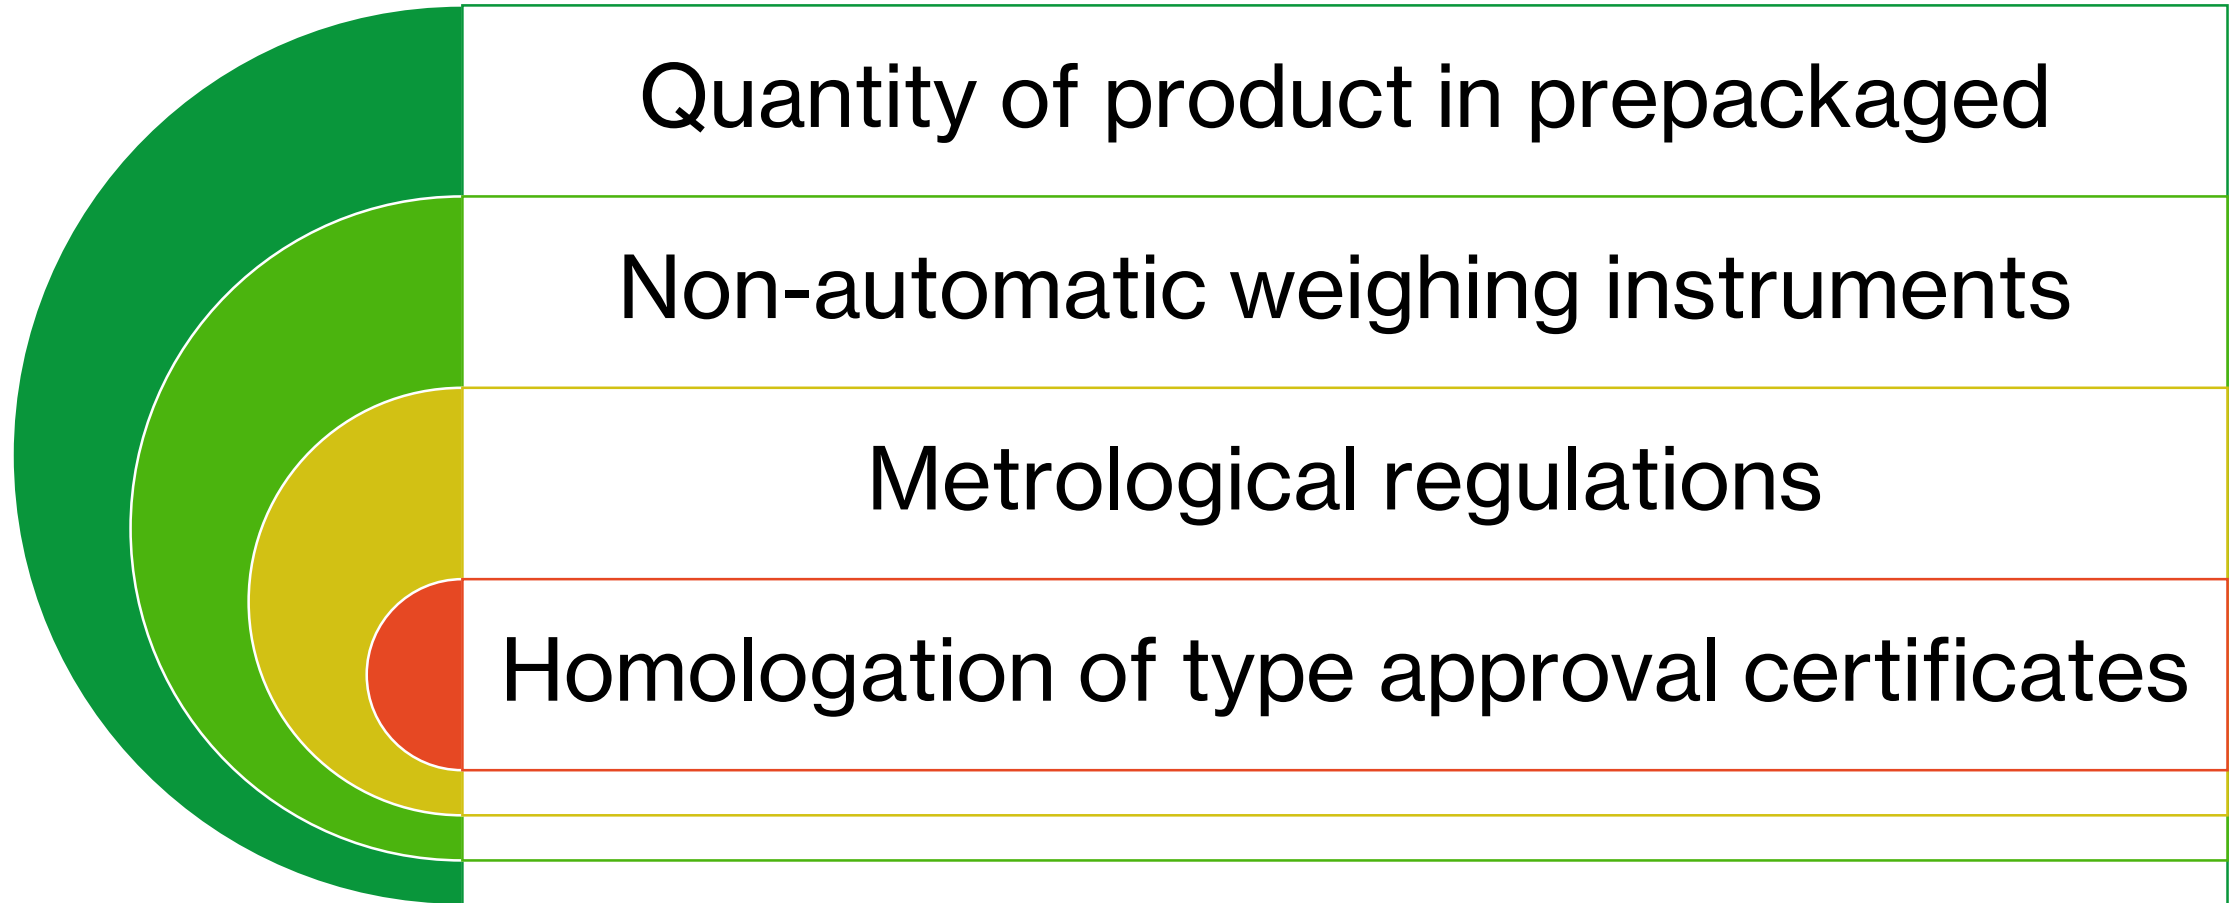 Quantity of product in prepackaged
Non-automatic weighing instruments
Metrological regulations
Homologation of type approval certificates